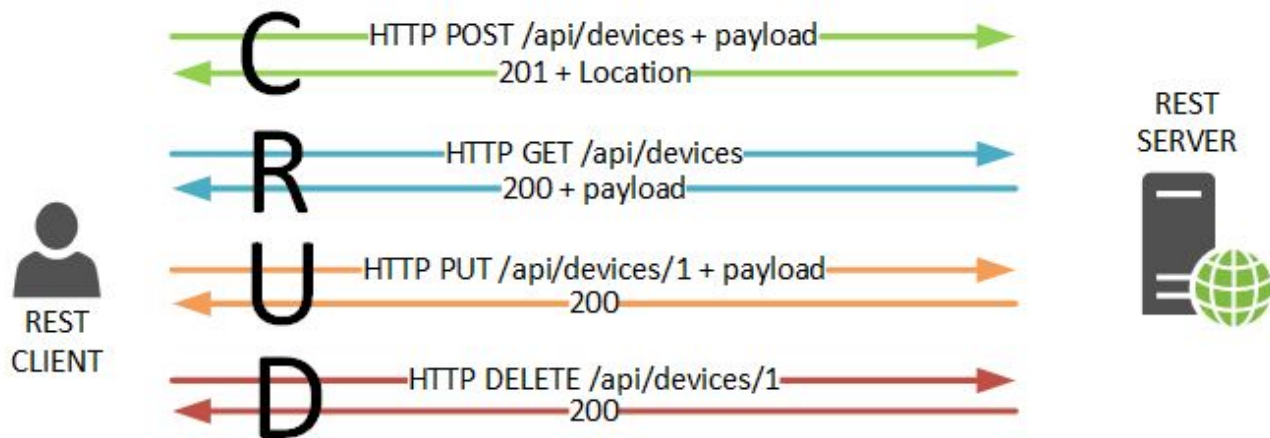 C
HTTP POST /api/devices + payload
201 + Location
R
HTTP GET /api/devices
200 + payload
U
HTTP PUT /api/devices/1 + payload
200
D
HTTP DELETE /api/devices/1
200
REST
CLIENT
REST
SERVER